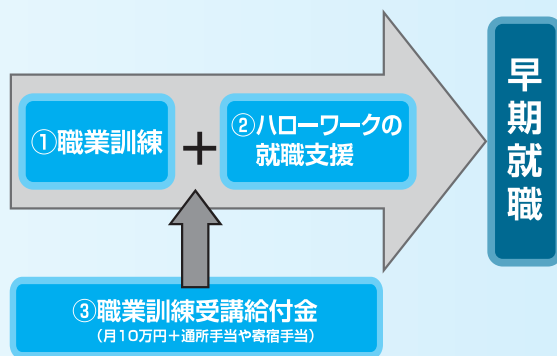 ①職業訓練
+
②ハローワークの
就職支援
早期就職
③職業訓練受講給付金
（月10万円＋通所手当や寄宿手当）